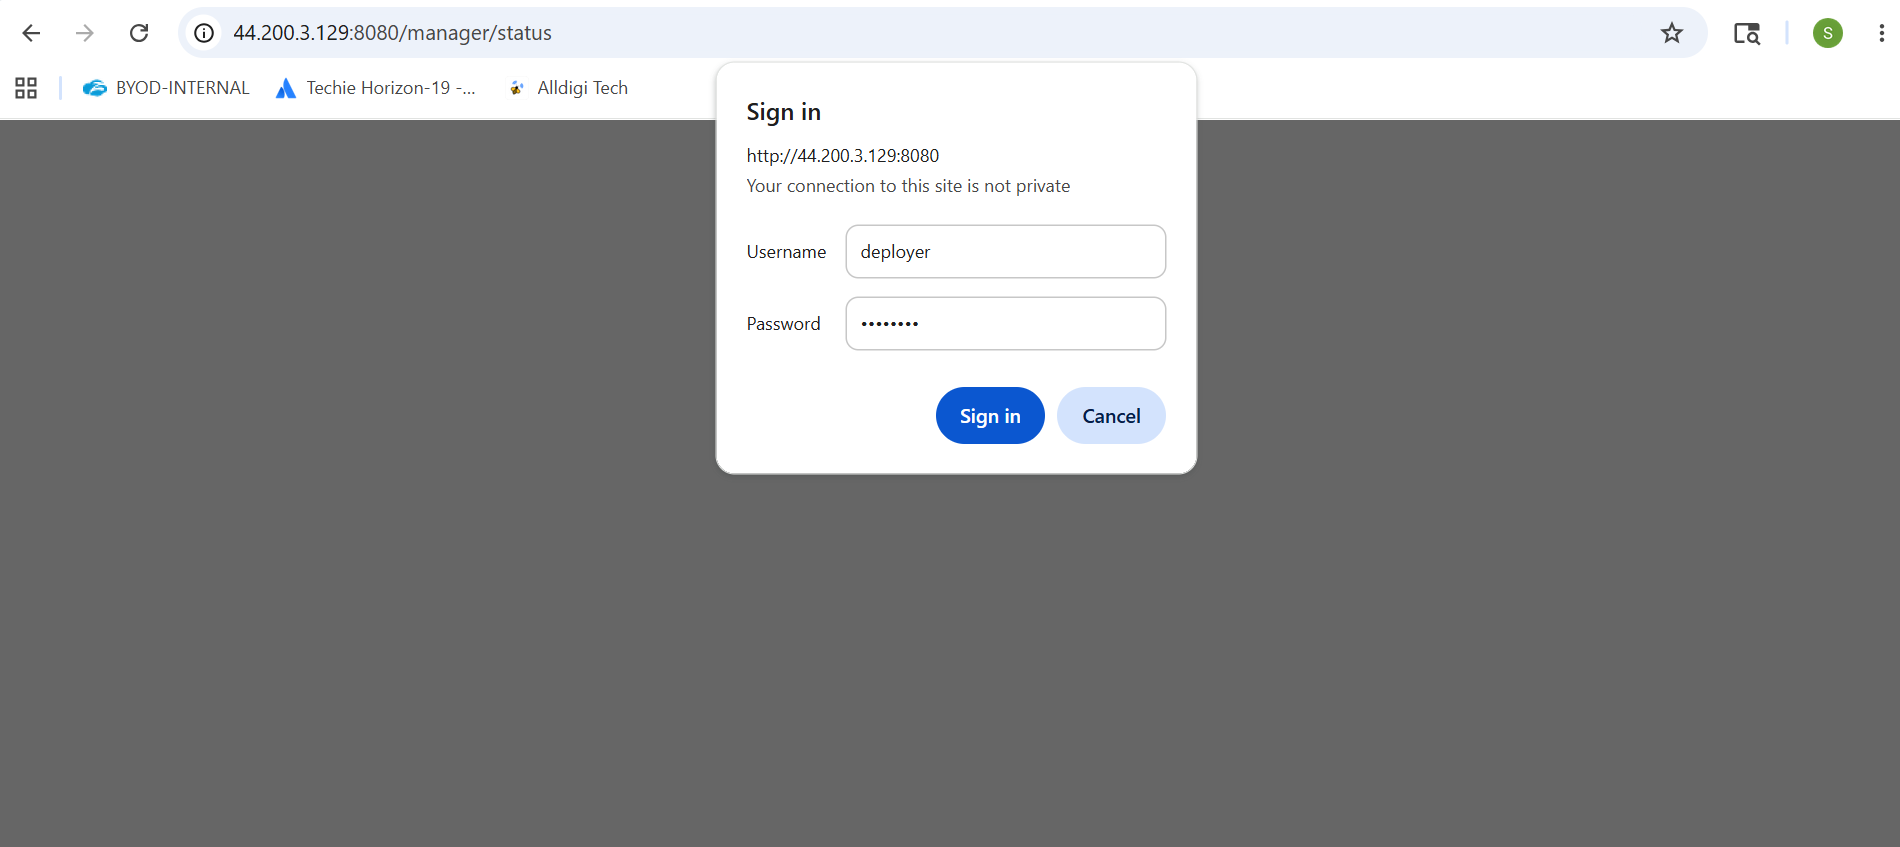 44.200.3.129:8080/manager/status
S
BYOD-INTERNAL
Techie Horizon-19 -...
Alldigi Tech
Sign in
http://44.200.3.129:8080
Your connection to this site is not private
Username
deployer
Password
••••••••
Sign in
Cancel